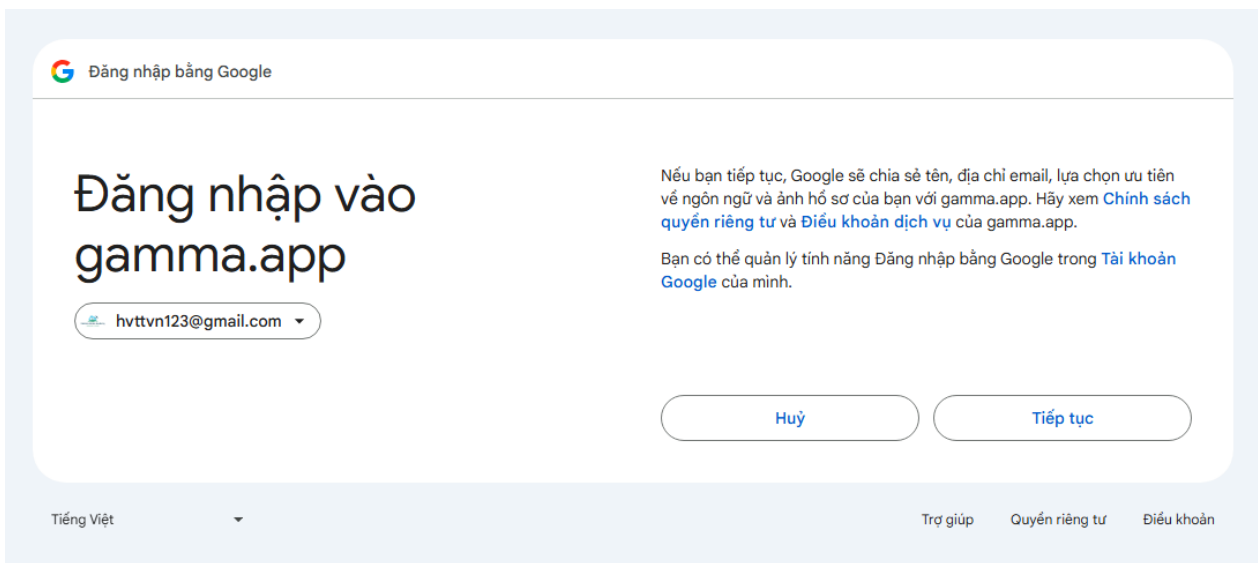 Đăng nhập bằng Google
Đăng nhập vào
gamma.app
hvttvn123@gmail.com
Nếu bạn tiếp tục, Google sẽ chia sẻ tên, địa chỉ email, lựa chọn ưu tiên
về ngôn ngữ và ảnh hồ sơ của bạn với gamma.app. Hãy xem Chính sách
quyền riêng tư và Điều khoản dịch vụ của gamma.app.
Bạn có thể quản lý tính năng Đăng nhập bằng Google trong Tài khoản
Google của mình.
Huỷ
Tiếp tục
Tiếng Việt
Trợ giúp
Quyền riêng tư
Điều khoản